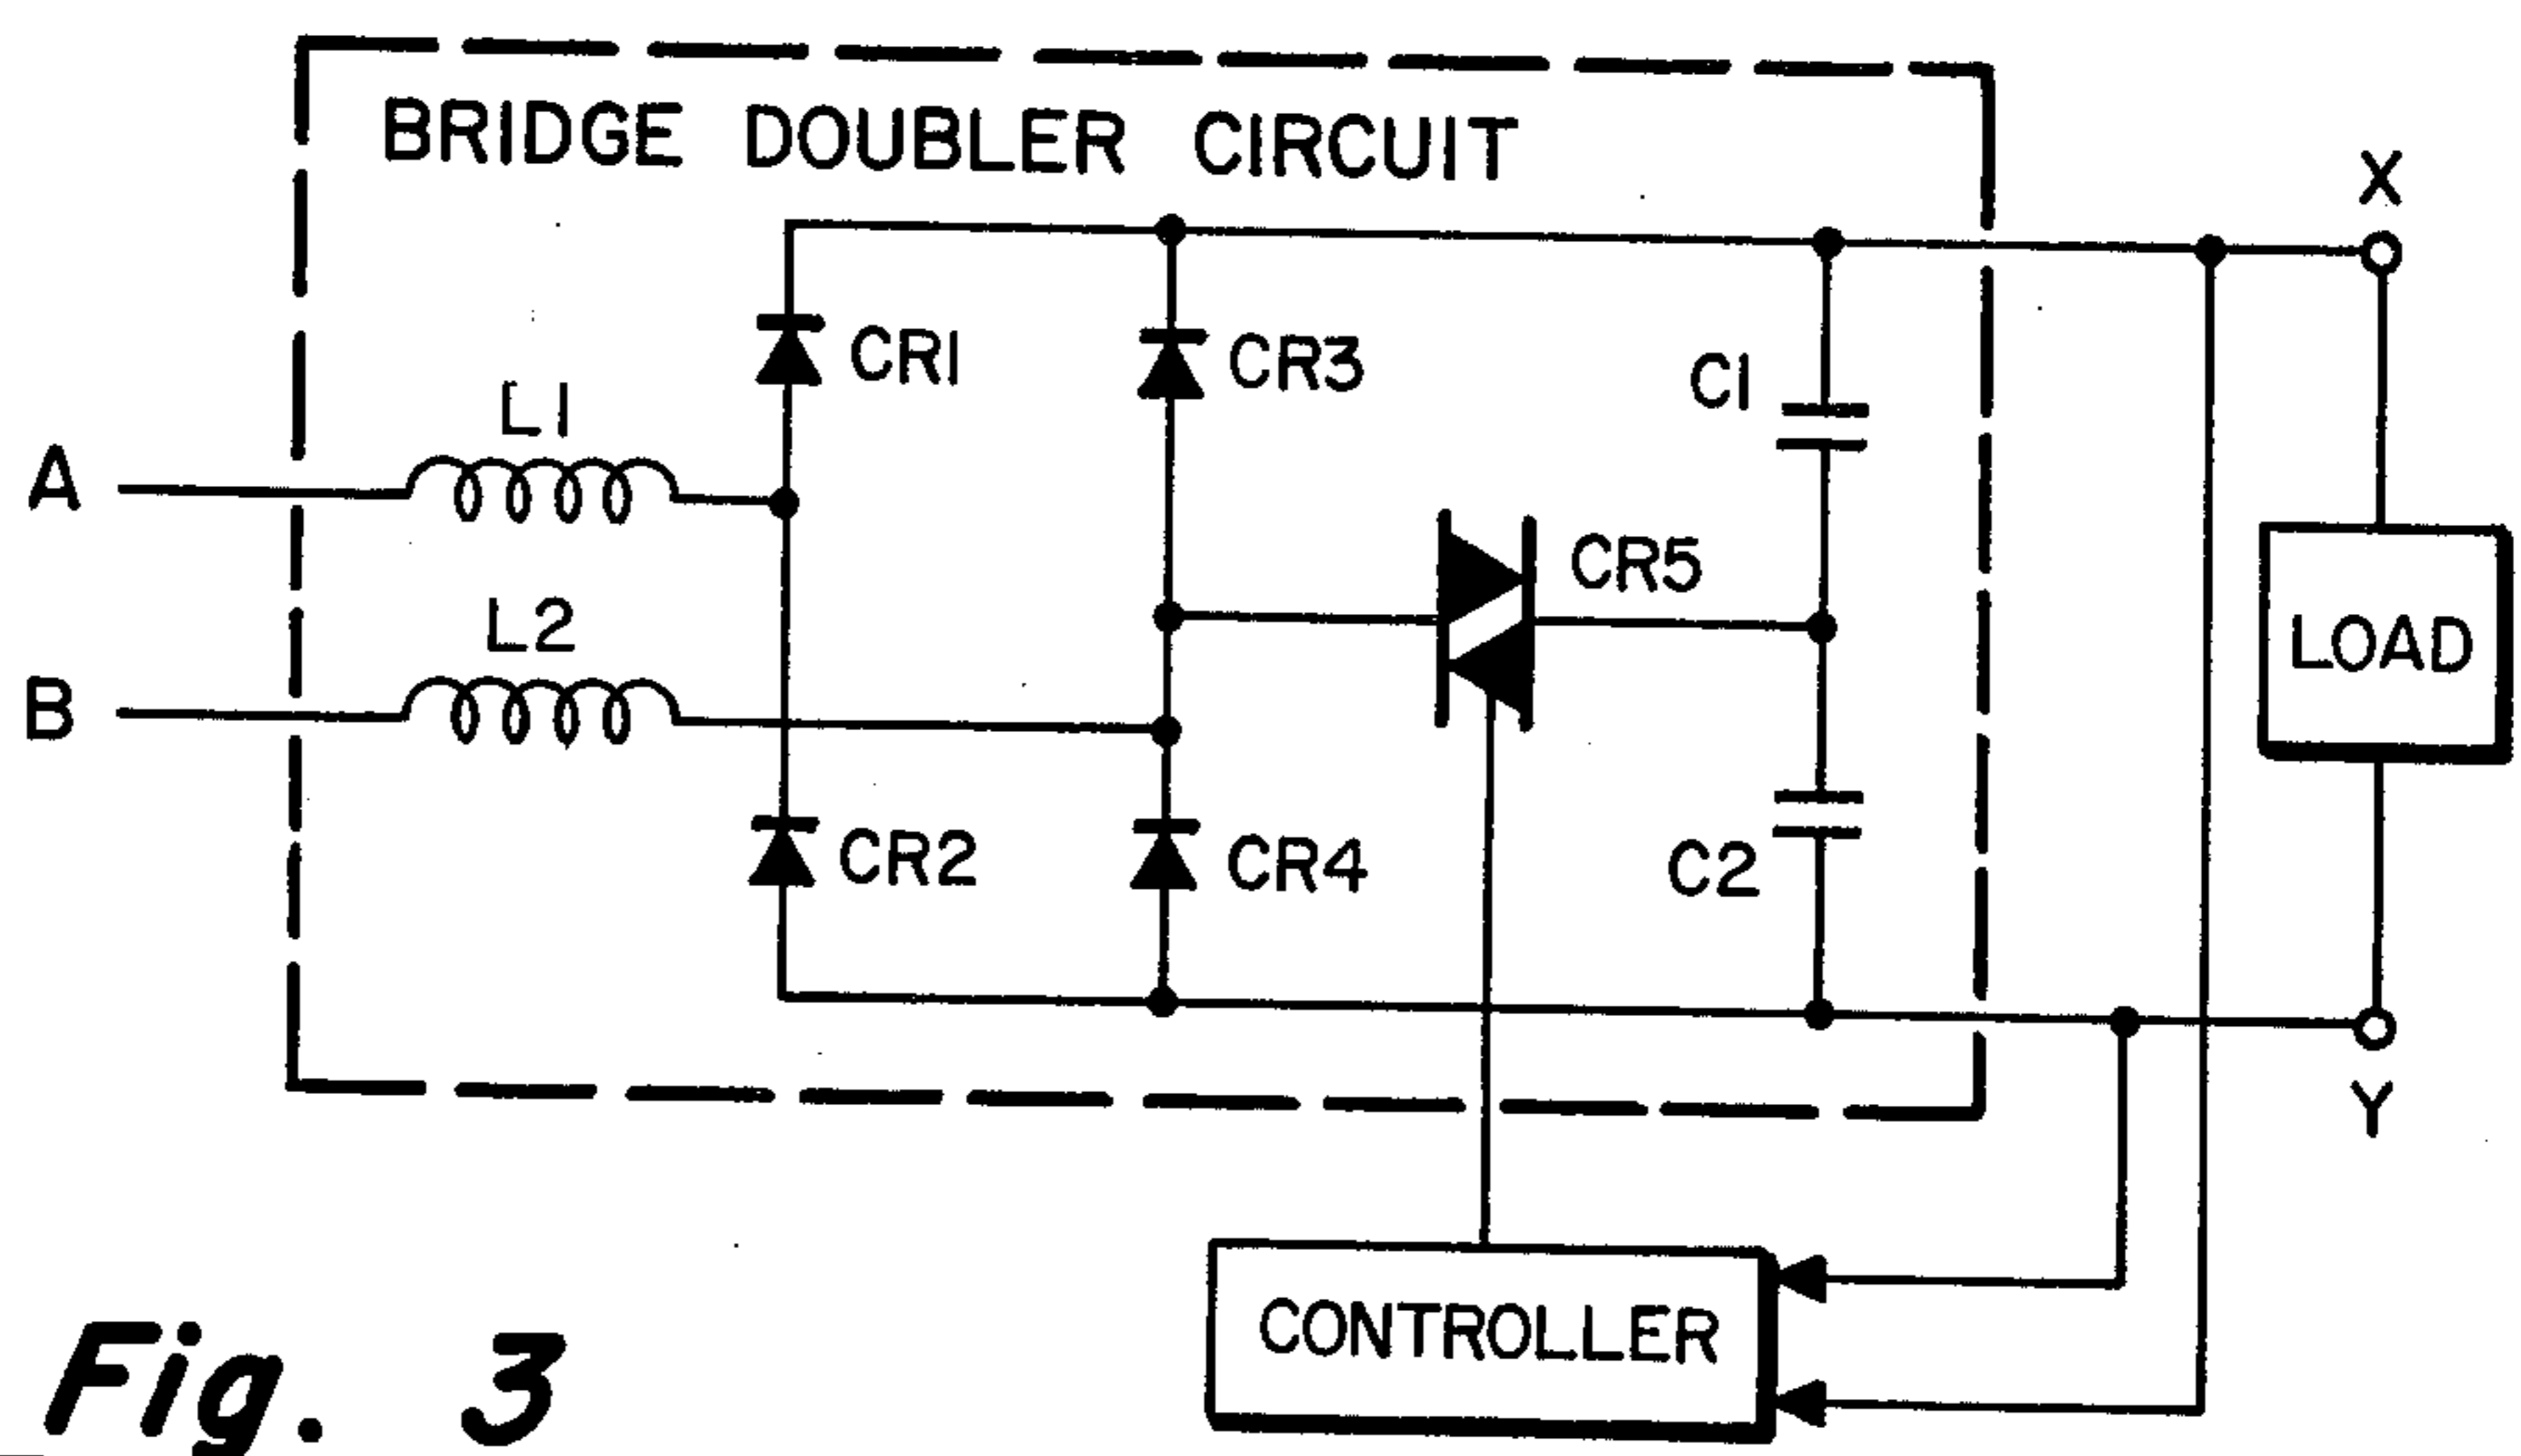 BRIDGE DOUBLER CIRCUIT
X
CR1
CR3
C1
L1
A
CR5
L2
LOAD
B
CR2
CR4
C2
Y
CONTROLLER
Fig. 3